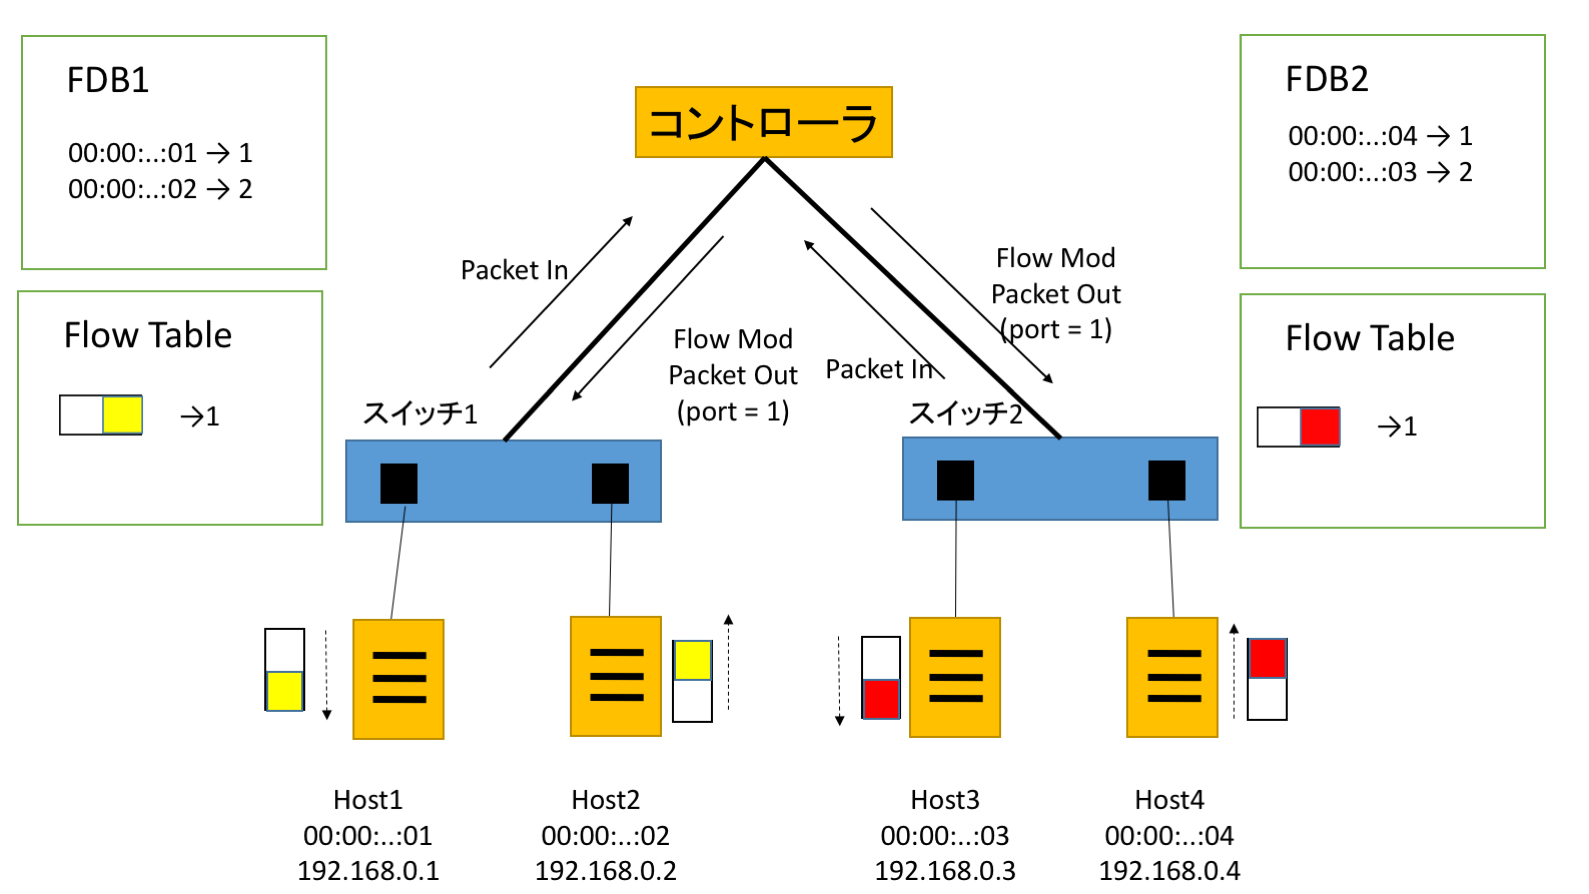 FDB1
00:00:..:01 → 1
00:00:..:02 → 2
Flow Table
→1
コントローラ
Packet In
Flow Mod
Packet Out
(port = 1)
Flow Mod
Packet Out
(port = 1)
Packet In
スイッチ1
スイッチ2
FDB2
00:00:..:04 → 1
00:00:..:03 → 2
Flow Table
→1
Host1
00:00:..:01
192.168.0.1
Host2
00:00:..:02
192.168.0.2
Host3
00:00:..:03
192.168.0.3
Host4
00:00:..:04
192.168.0.4